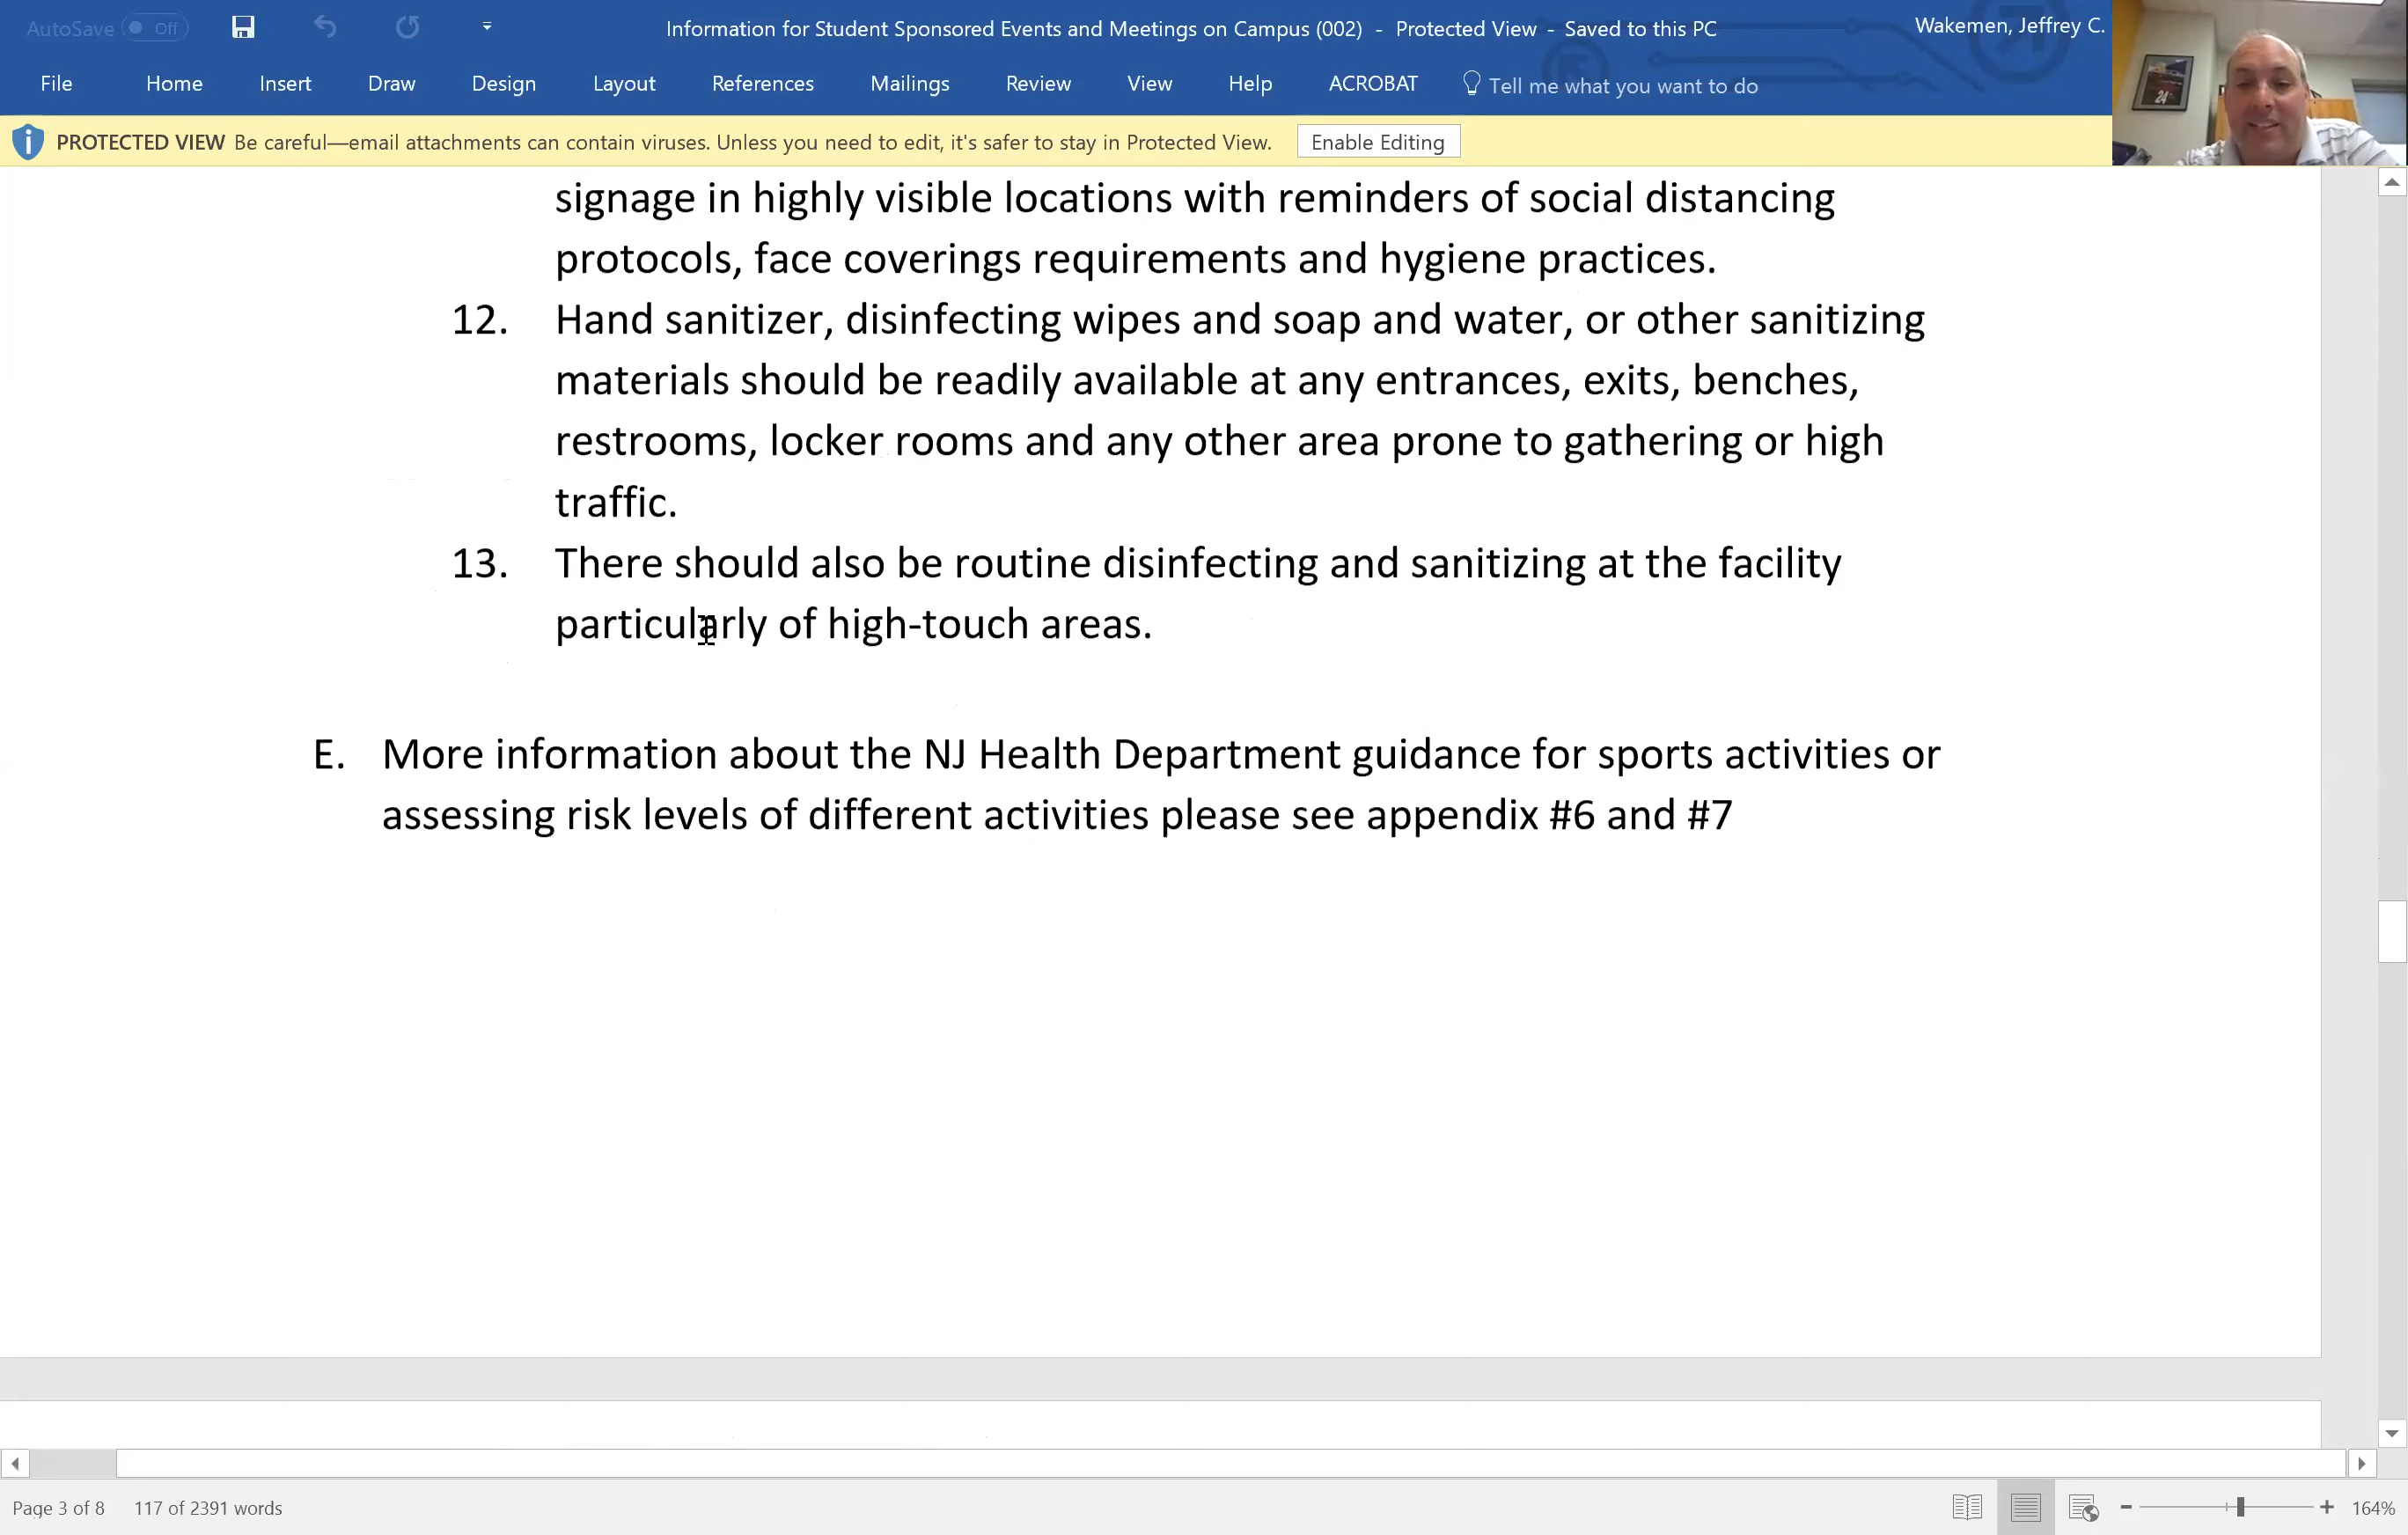 AutoSave Off
Information for Student Sponsored Events and Meetings on Campus (002) - Protected View - Saved to this PC
Wakemen, Jeffrey C.
File Home Insert Draw Design Layout References Mailings Review View Help ACROBAT Tell me what you want to do
PROTECTED VIEW Be careful—email attachments can contain viruses. Unless you need to edit, it's safer to stay in Protected View. Enable Editing
24
signage in highly visible locations with reminders of social distancing
protocols, face coverings requirements and hygiene practices.
12. Hand sanitizer, disinfecting wipes and soap and water, or other sanitizing
materials should be readily available at any entrances, exits, benches,
restrooms, locker rooms and any other area prone to gathering or high
traffic.
13. There should also be routine disinfecting and sanitizing at the facility
particularly of high-touch areas.
E. More information about the NJ Health Department guidance for sports activities or
assessing risk levels of different activities please see appendix #6 and #7
Page 3 of 8 117 of 2391 words
164%